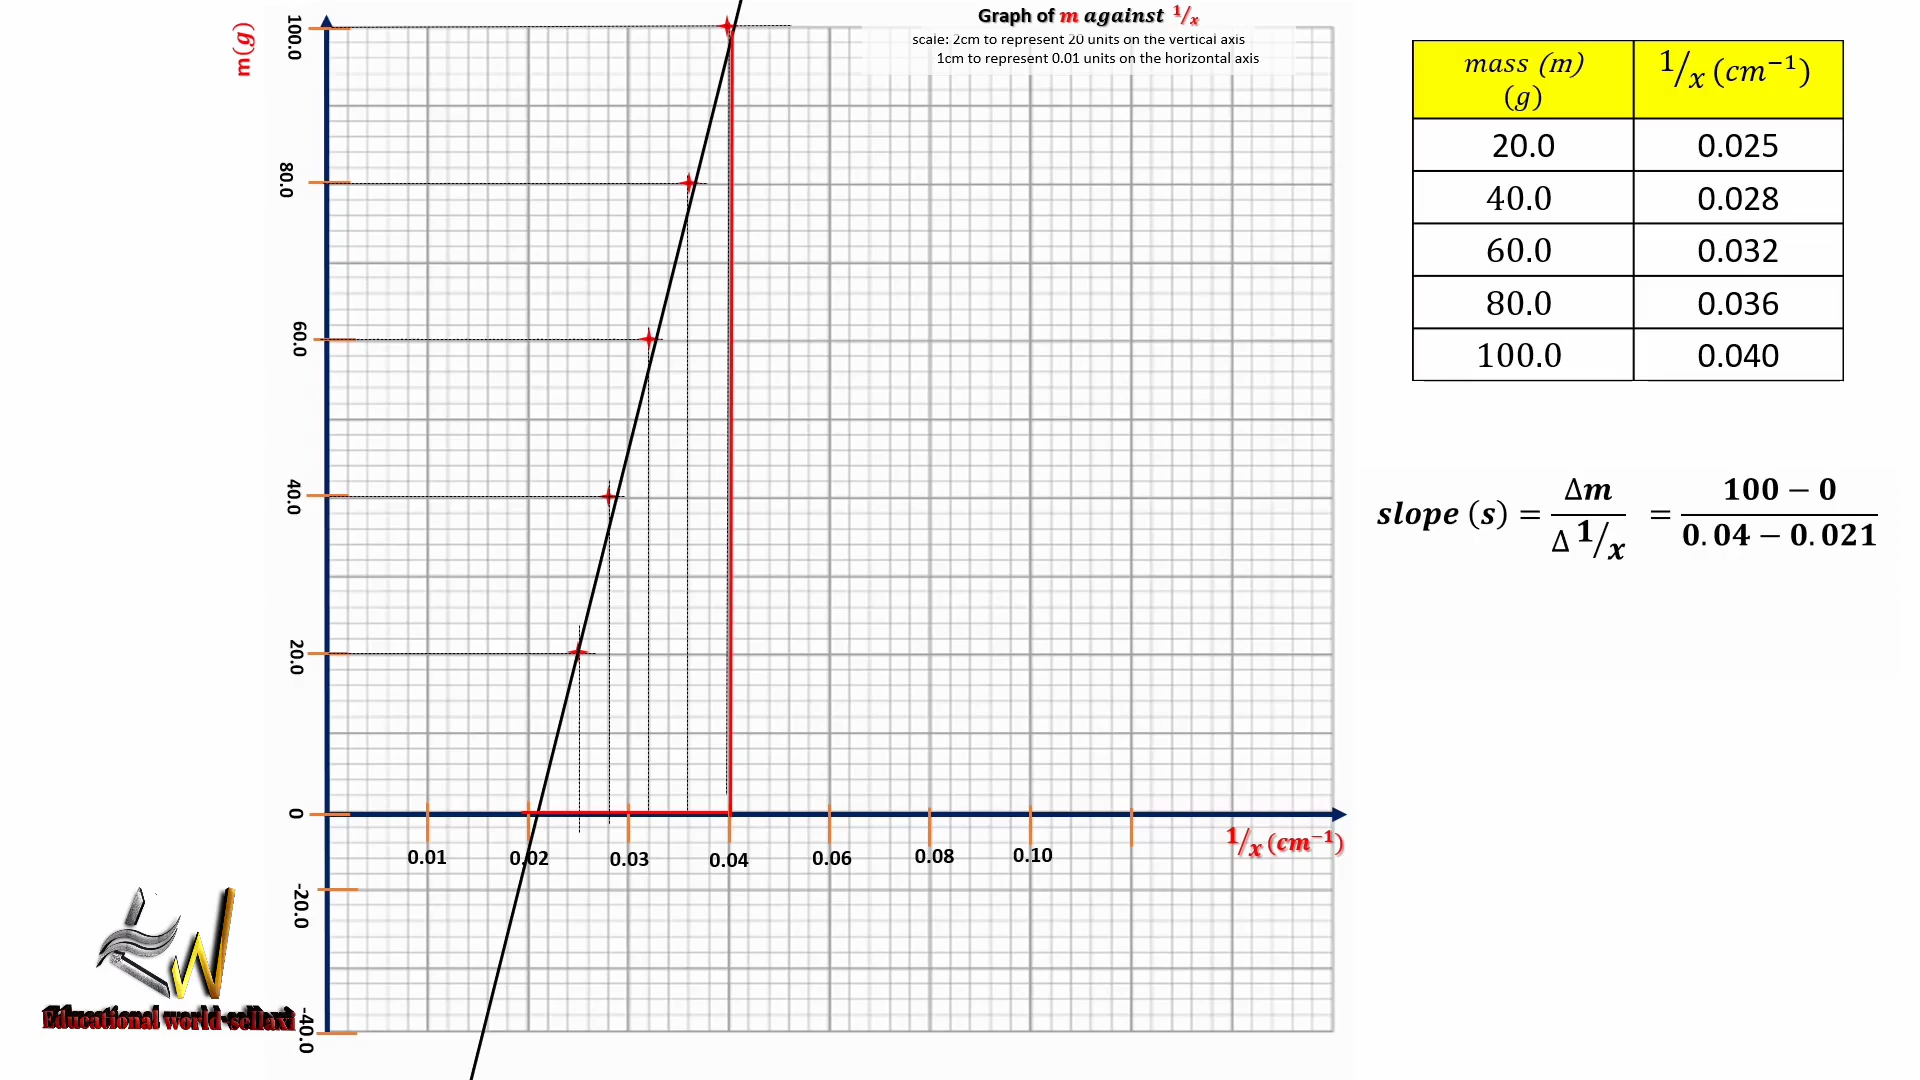 Graph of m against 1/x
scale: 2cm to represent 20 units on the vertical axis
1cm to represent 0.01 units on the horizontal axis
m(g)
100.0
80.0
60.0
40.0
20.0
0
-20.0
-40.0
0.01
0.02
0.03
0.04
0.06
0.08
0.10
1/x (cm⁻¹)
mass (m) (g) 1/x (cm⁻¹)
20.0 0.025
40.0 0.028
60.0 0.032
80.0 0.036
100.0 0.040
slope (s) = Δm / Δ 1/x = 100 − 0 / 0.04 − 0.021
Educational world-sellaxi